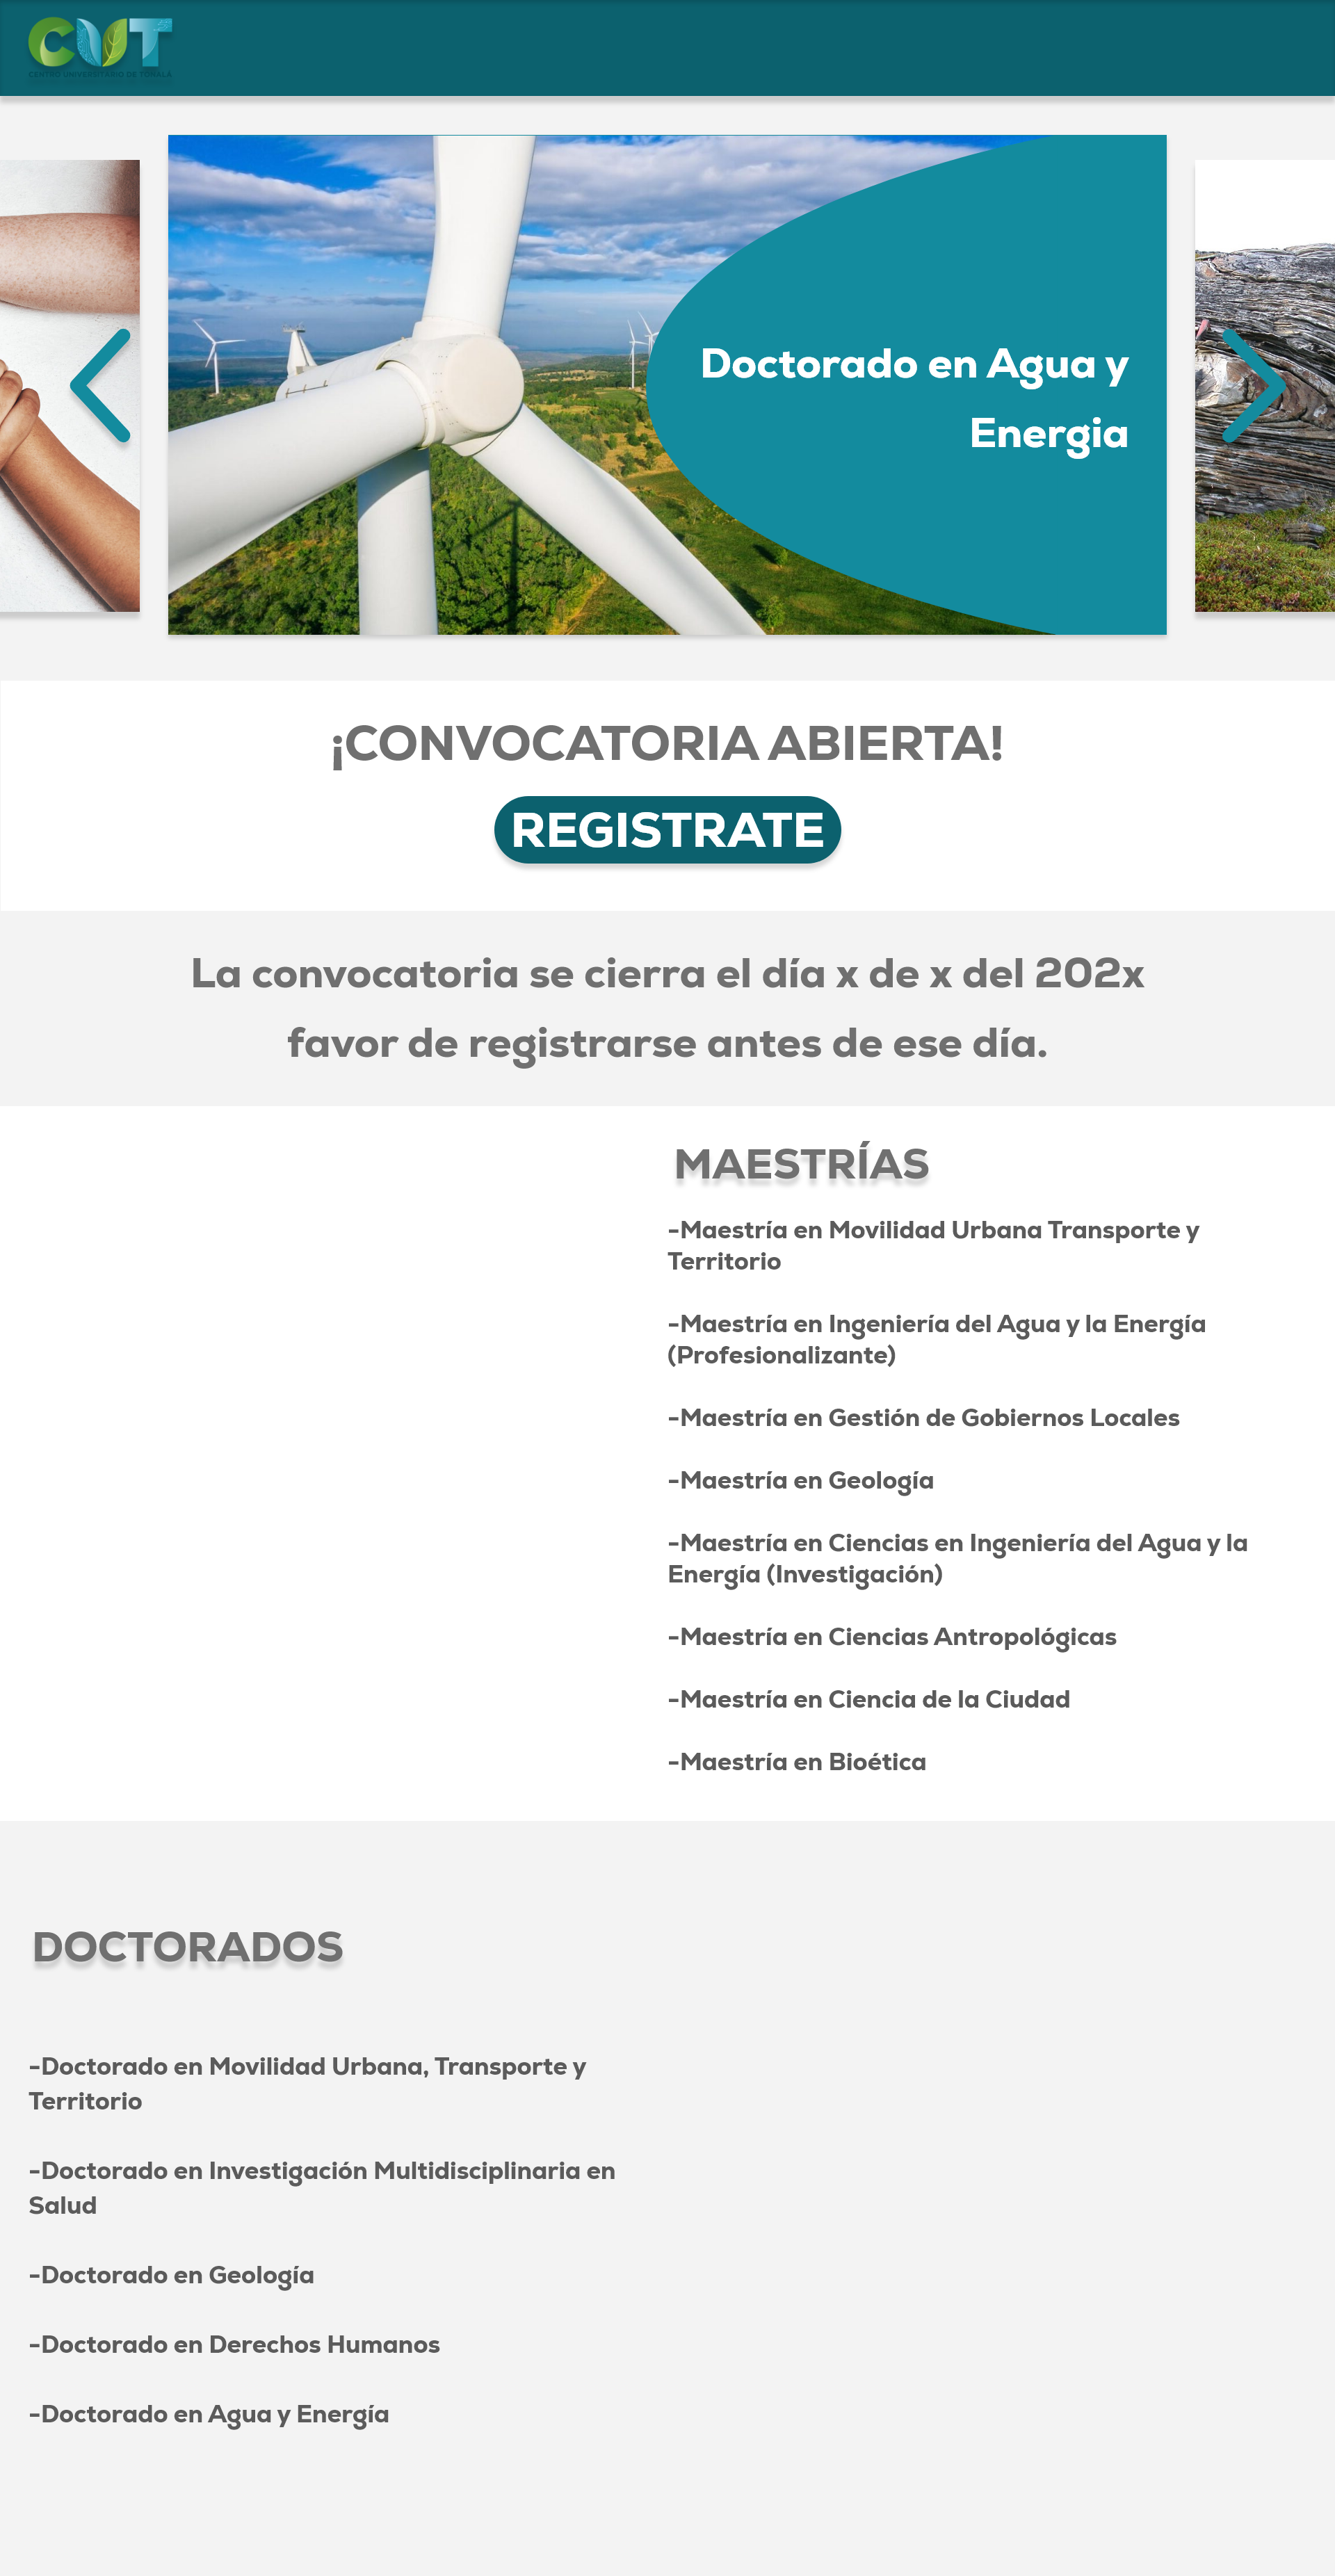 CUT
CENTRO UNIVERSITARIO DE TONALÁ
Doctorado en Agua y
Energia
¡CONVOCATORIA ABIERTA!
REGISTRATE
La convocatoria se cierra el día x de x del 202x
favor de registrarse antes de ese día.
MAESTRÍAS
-Maestría en Movilidad Urbana Transporte y
Territorio
-Maestría en Ingeniería del Agua y la Energía
(Profesionalizante)
-Maestría en Gestión de Gobiernos Locales
-Maestría en Geología
-Maestría en Ciencias en Ingeniería del Agua y la
Energía (Investigación)
-Maestría en Ciencias Antropológicas
-Maestría en Ciencia de la Ciudad
-Maestría en Bioética
DOCTORADOS
-Doctorado en Movilidad Urbana, Transporte y
Territorio
-Doctorado en Investigación Multidisciplinaria en
Salud
-Doctorado en Geología
-Doctorado en Derechos Humanos
-Doctorado en Agua y Energía